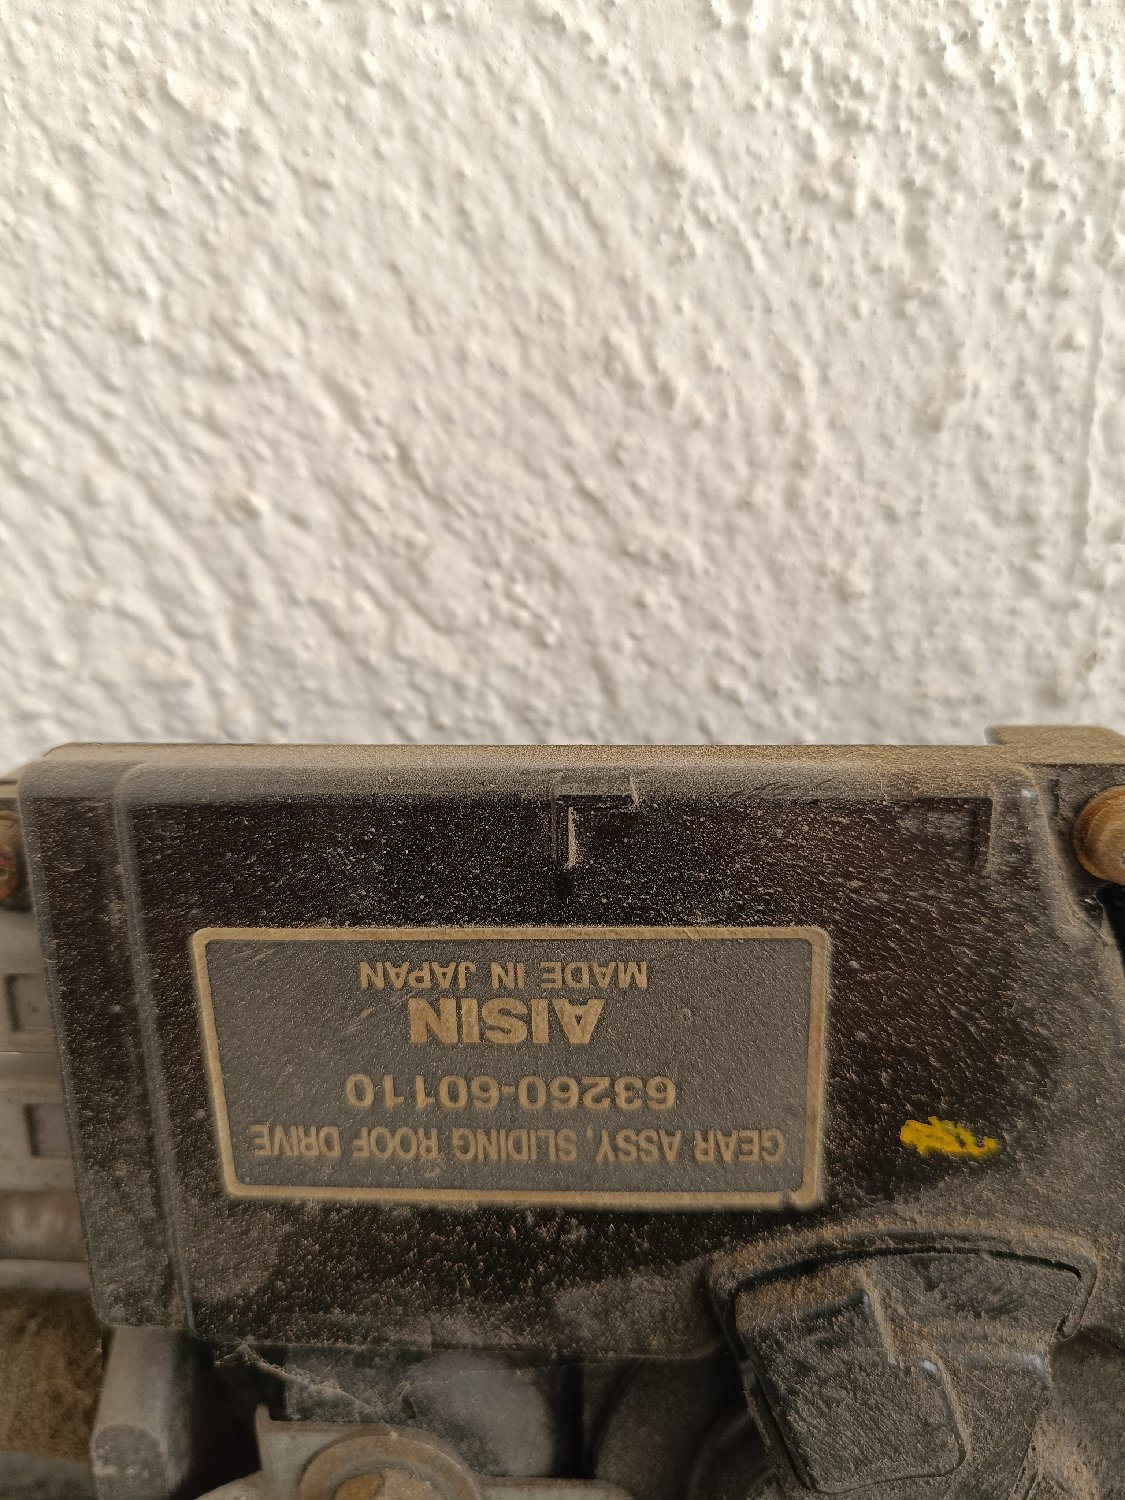 GEAR ASSY, SLIDING ROOF DRIVE
63260-60110
AISIN
MADE IN JAPAN